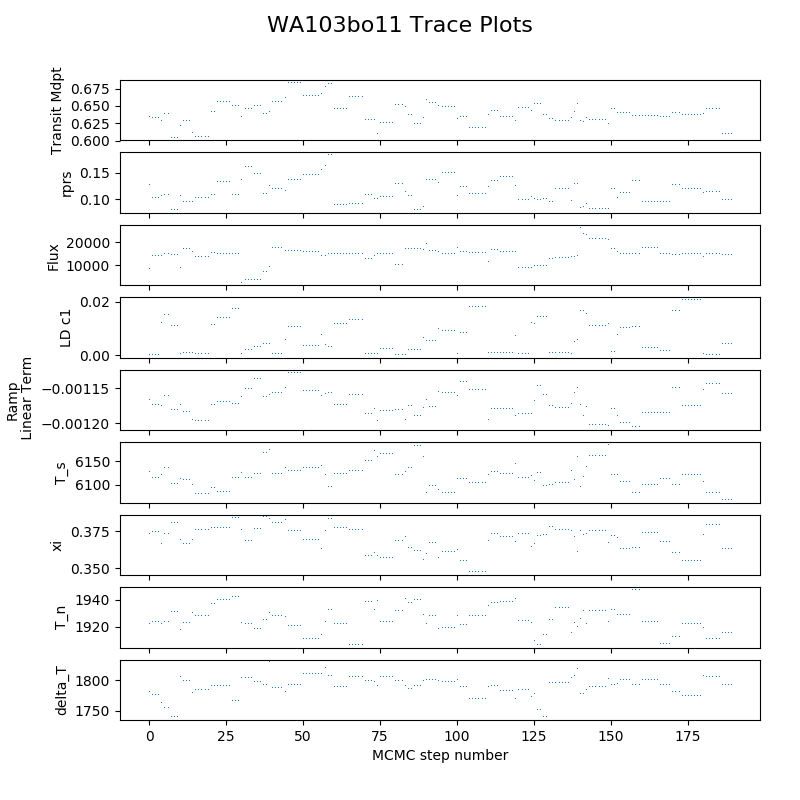 WA103bo11 Trace Plots
Transit Mdpt
0.675
0.650
0.625
0.600
rprs
0.15
0.10
Flux
20000
10000
LD c1
0.02
0.00
Ramp
Linear Term
−0.00115
−0.00120
T_s
6150
6100
xi
0.375
0.350
T_n
1940
1920
delta_T
1800
1750
0 25 50 75 100 125 150 175
MCMC step number